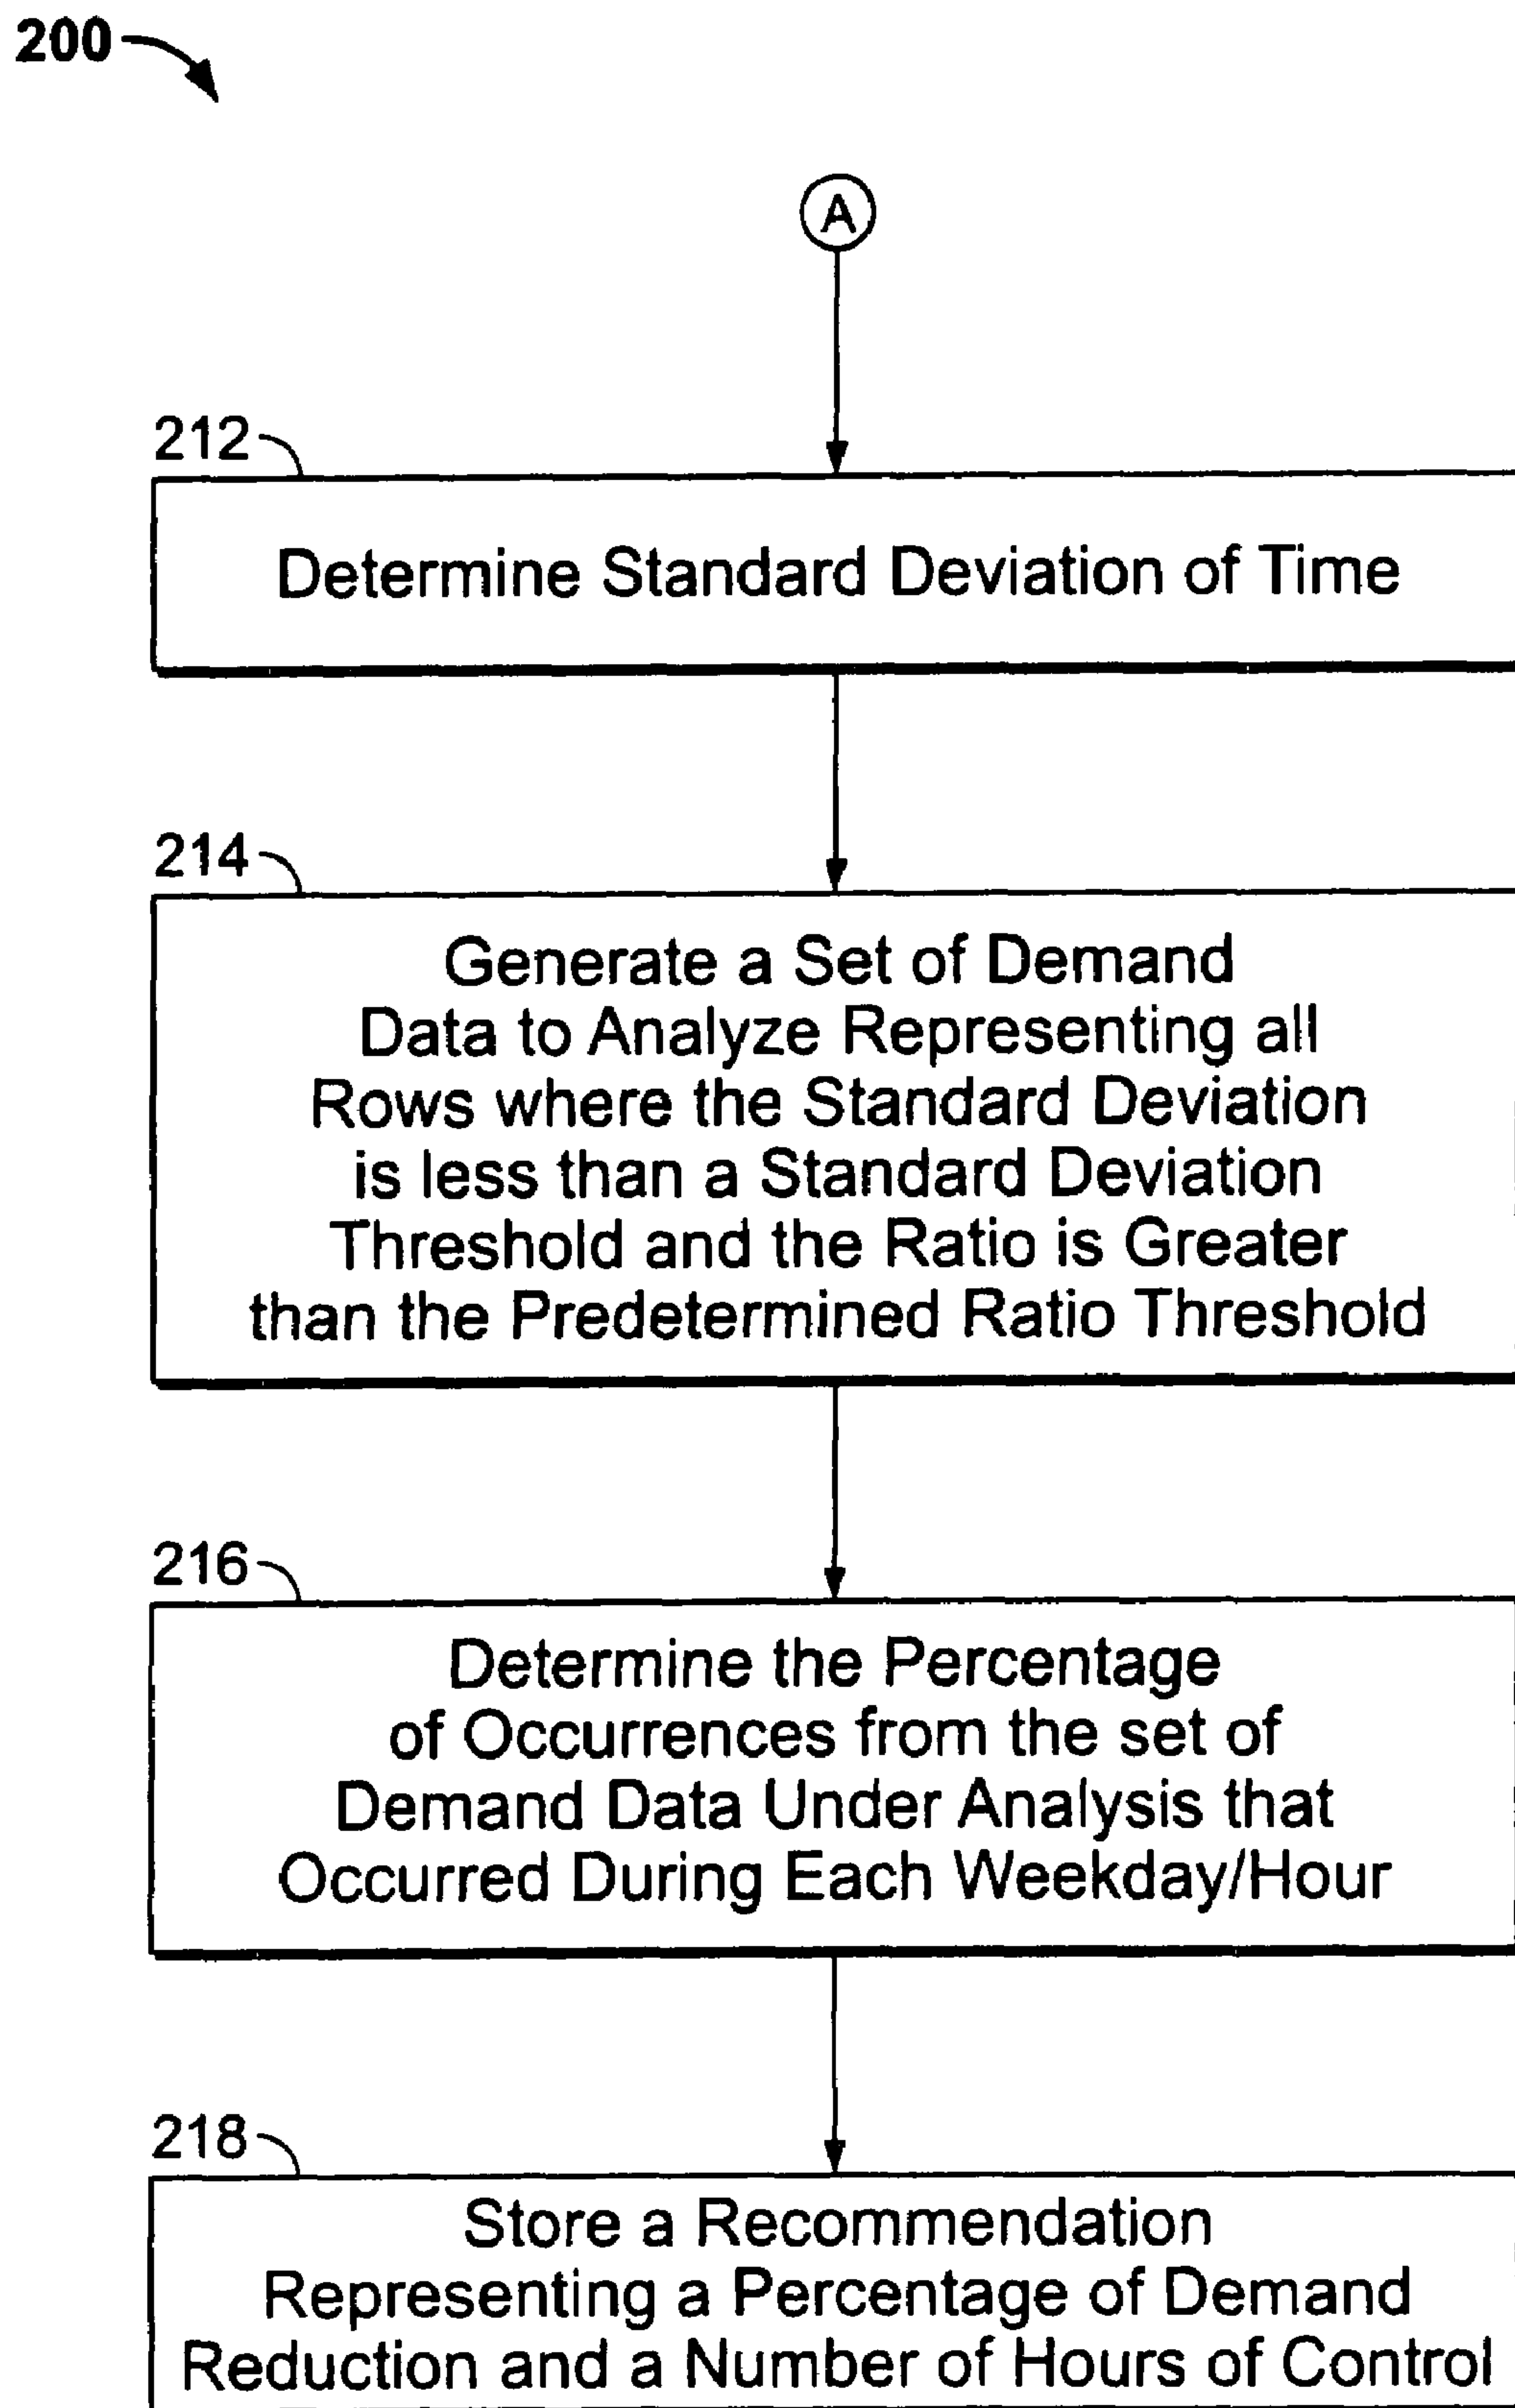 200
A
212
Determine Standard Deviation of Time
214
Generate a Set of Demand
Data to Analyze Representing all
Rows where the Standard Deviation
is less than a Standard Deviation
Threshold and the Ratio is Greater
than the Predetermined Ratio Threshold
216
Determine the Percentage
of Occurrences from the set of
Demand Data Under Analysis that
Occurred During Each Weekday/Hour
218
Store a Recommendation
Representing a Percentage of Demand
Reduction and a Number of Hours of Control